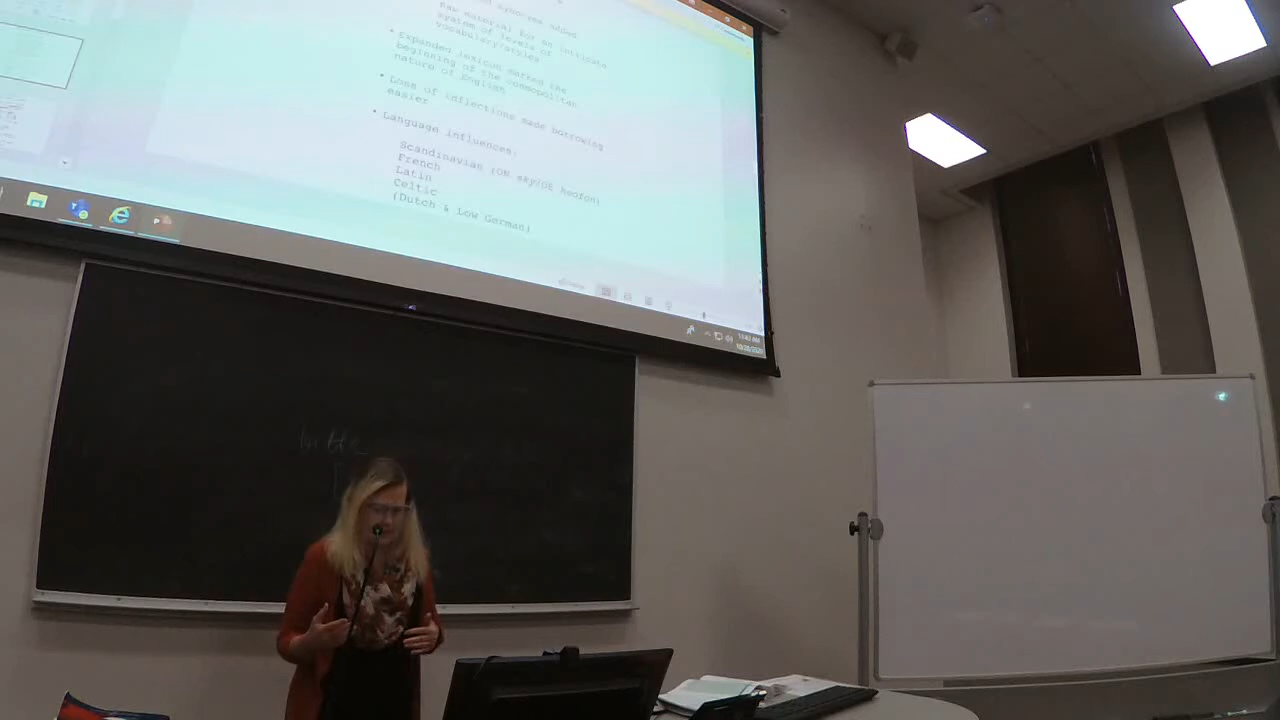 synonyms added
Raw material for an intricate
system of levels of
vocabulary/styles
• Expanded lexicon marked the
beginning of the cosmopolitan
nature of English
• Loss of inflections made borrowing
easier
• Language influences:
Scandinavian (ON sky/OE heofon)
French
Latin
Celtic
(Dutch & Low German)